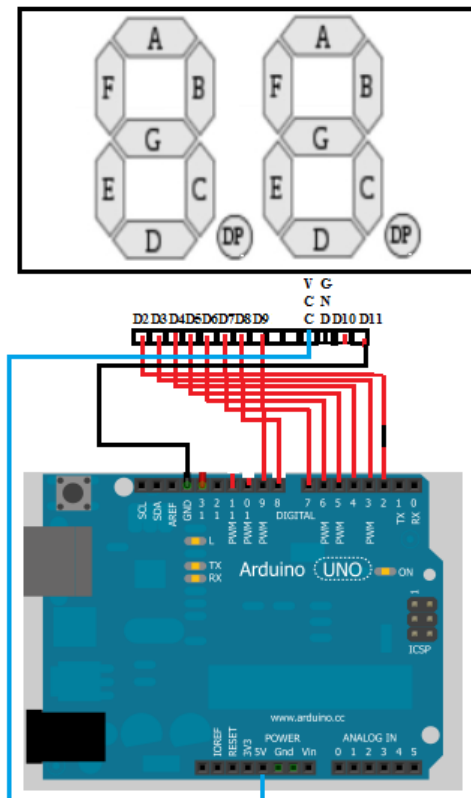 A A
F B F B
G G
E C E C
D DP D DP
V G
C N
D2 D3 D4 D5 D6 D7 D8 D9 C D D10 D11
SCL SDA AREF GND 13 12 PWM 11 PWM 10 PWM 9 8 7 PWM 6 PWM 5 4 PWM 3 2 TX 1 RX 0
DIGITAL
L
TX
RX
Arduino UNO ON
1
ICSP
www.arduino.cc
POWER ANALOG IN
IOREF RESET 3V3 5V Gnd Vin 0 1 2 3 4 5